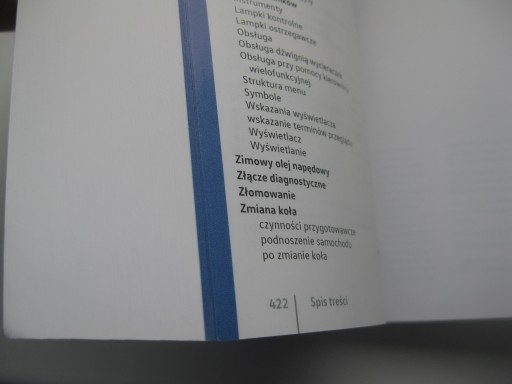 Instrumenty
Lampki kontrolne
Lampki ostrzegawcze
Obsługa
Obsługa dźwignią wycieraczek
Obsługa przy pomocy kierownicy
wielofunkcyjnej
Struktura menu
Symbole
Wskazania wyświetlacza
wskazanie terminów przeglądu
Wyświetlacz
Wyświetlanie
Zimowy olej napędowy
Złącze diagnostyczne
Złomowanie
Zmiana koła
czynności przygotowawcze
podnoszenie samochodu
po zmianie koła
422 Spis treści